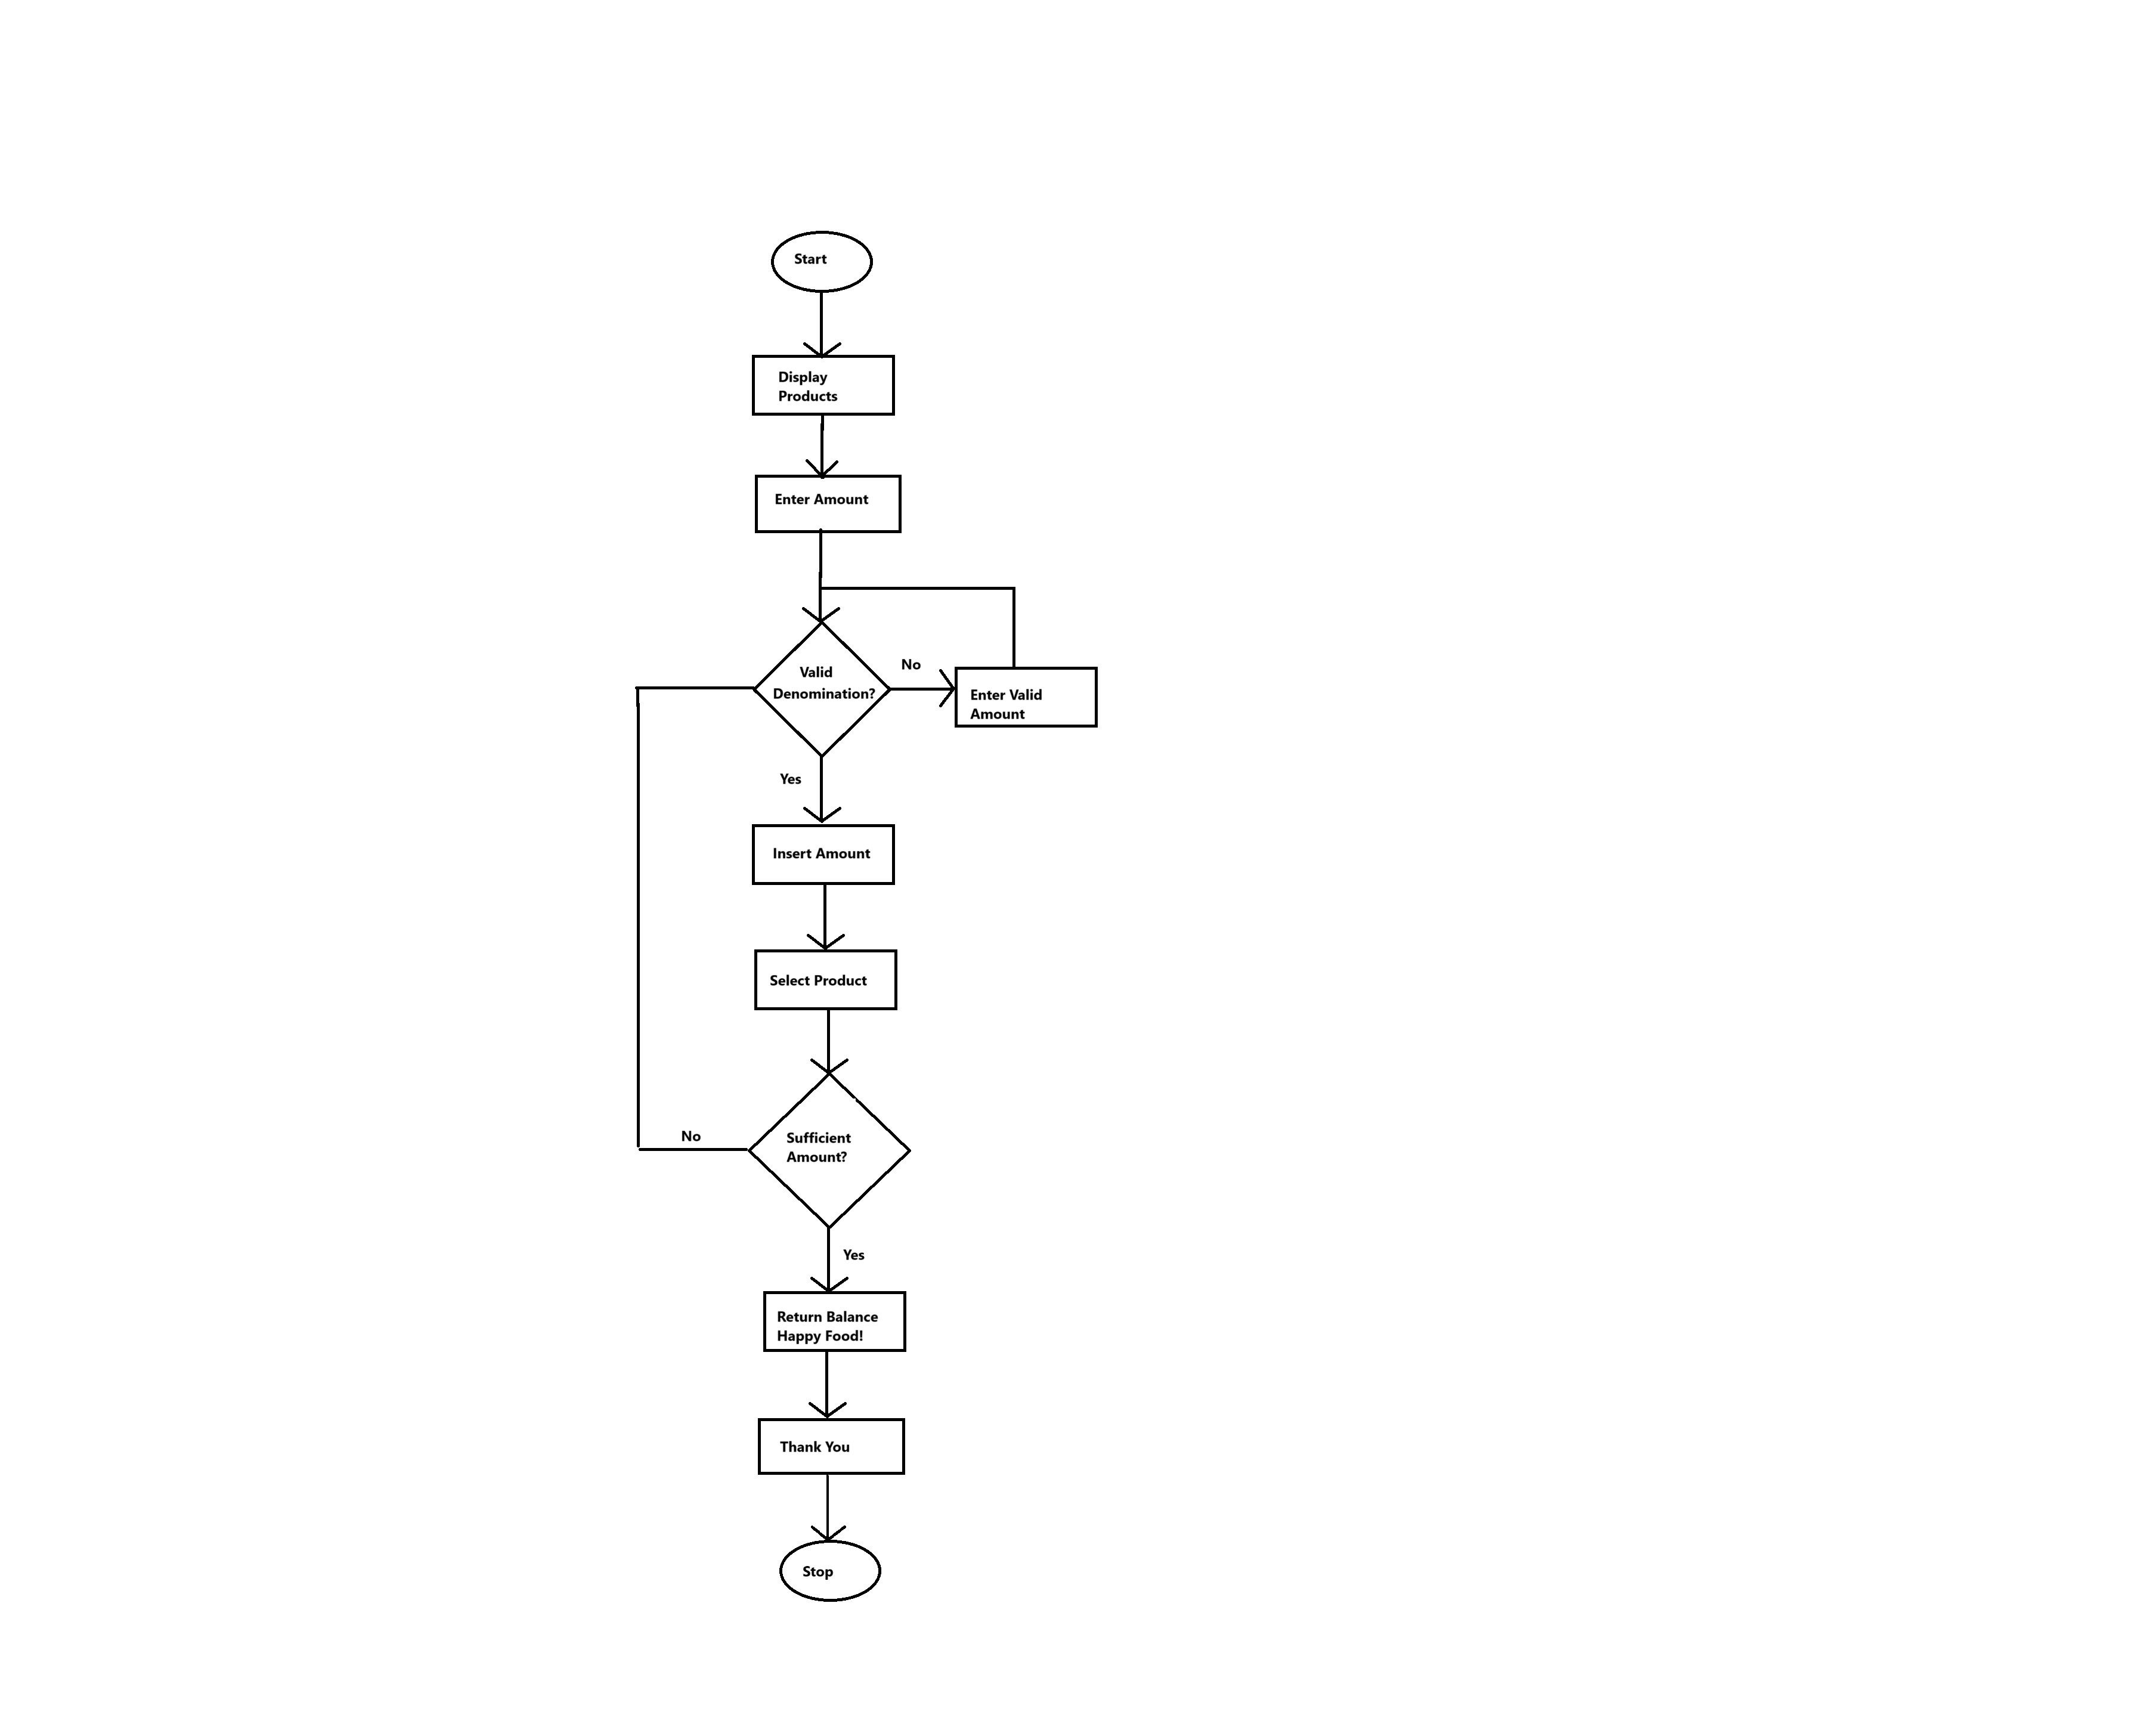 Start
Display
Products
Enter Amount
Valid
Denomination?
No
Enter Valid
Amount
Yes
Insert Amount
Select Product
No
Sufficient
Amount?
Yes
Return Balance
Happy Food!
Thank You
Stop